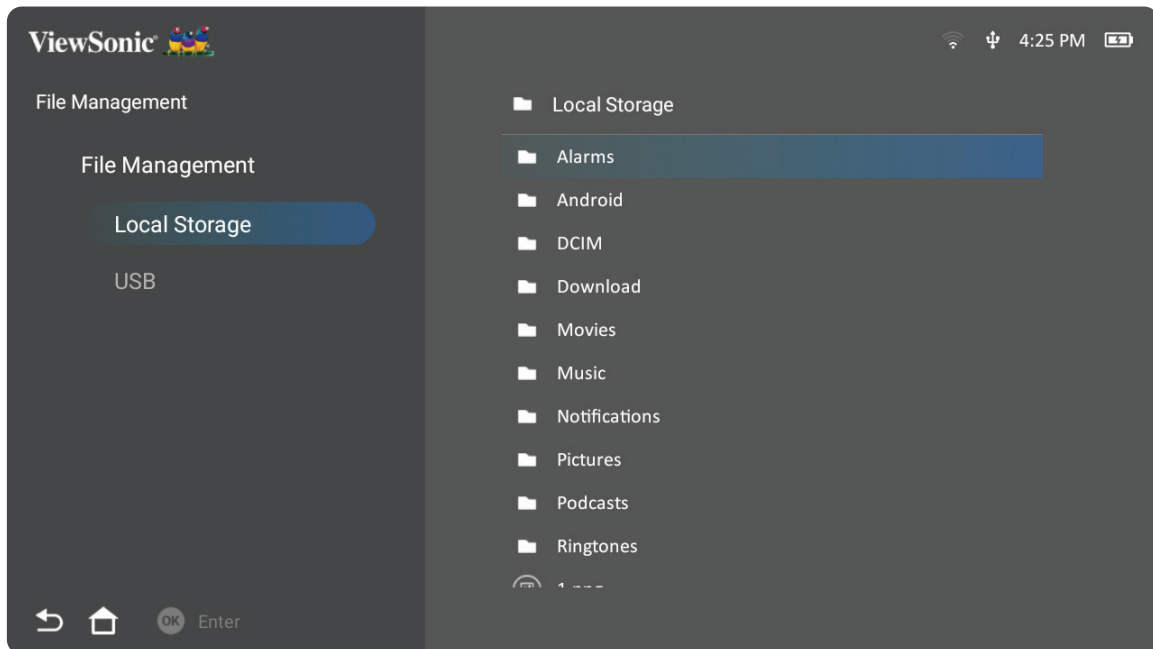 ViewSonic®
4:25 PM
File Management
File Management
Local Storage
USB
Local Storage
Alarms
Android
DCIM
Download
Movies
Music
Notifications
Pictures
Podcasts
Ringtones
OK Enter